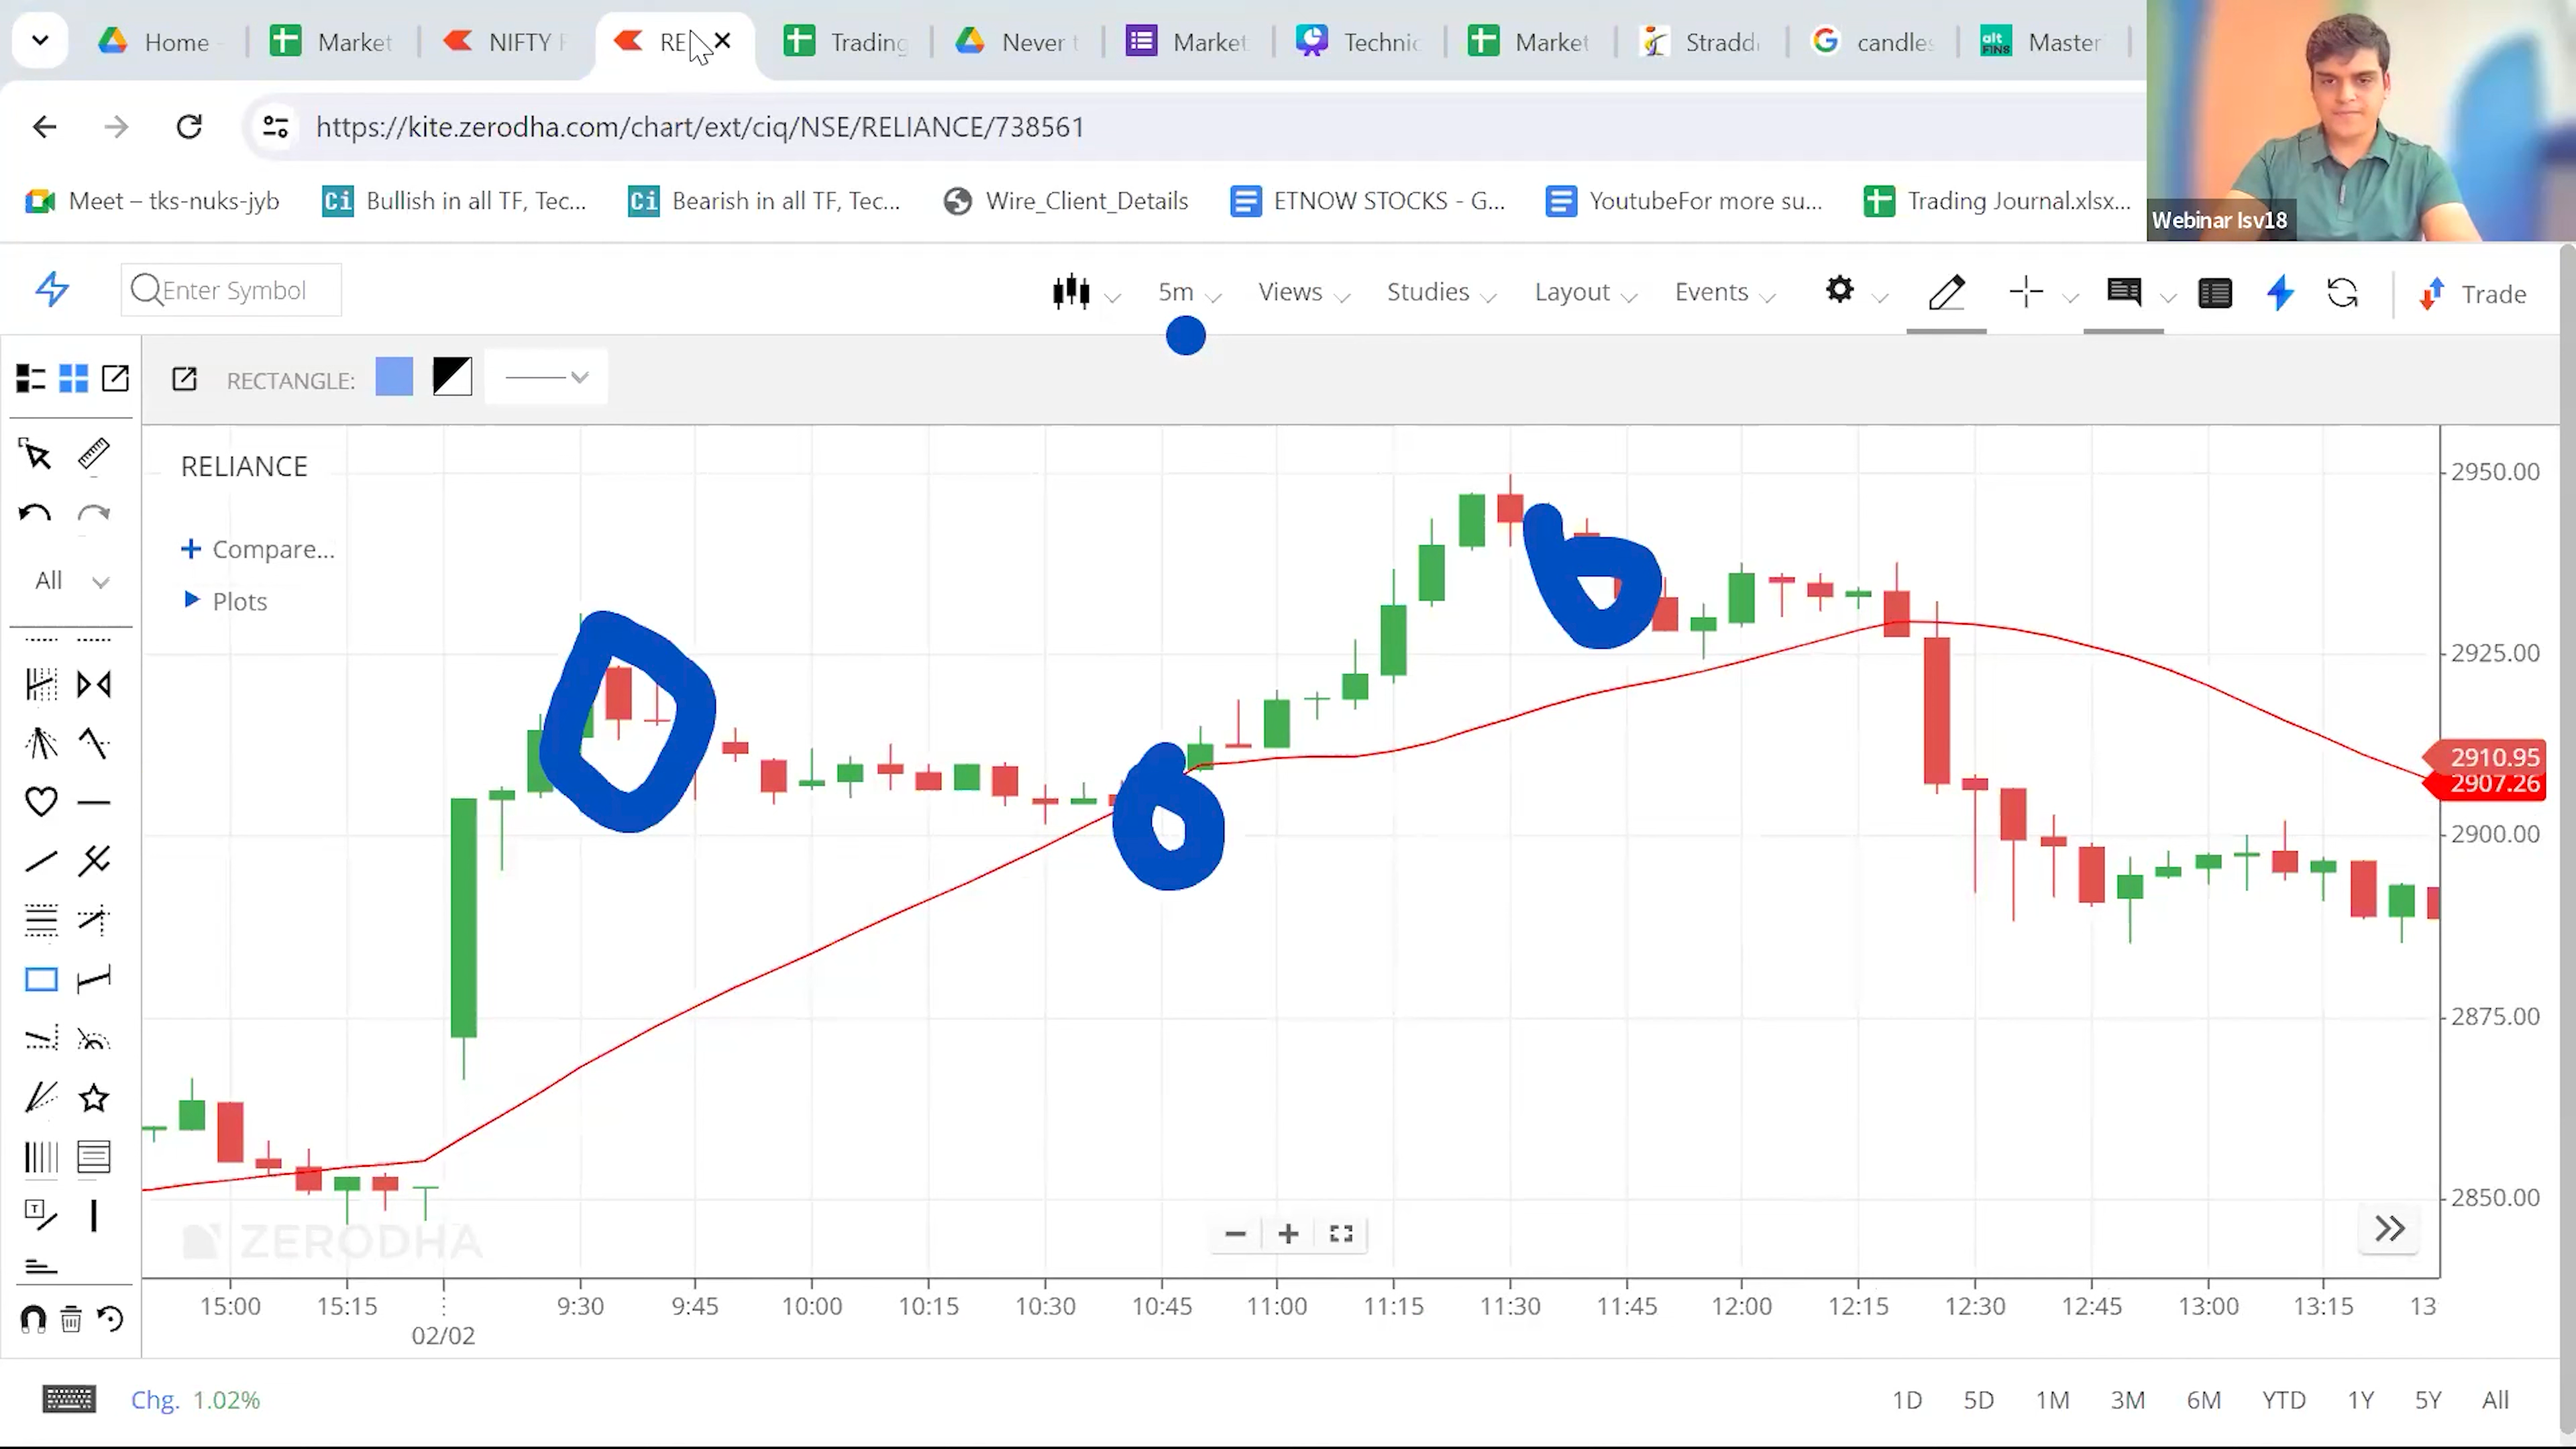 Home
Market
NIFTY F
RE
Trading
Never t
Market
Technic
Market
Stradd
candles
Master
https://kite.zerodha.com/chart/ext/ciq/NSE/RELIANCE/738561
Meet – tks-nuks-jyb
Bullish in all TF, Tec...
Bearish in all TF, Tec...
Wire_Client_Details
ETNOW STOCKS - G...
YoutubeFor more su...
Trading Journal.xlsx...
Webinar Isv18
Enter Symbol
5m
Views
Studies
Layout
Events
Trade
RECTANGLE:
RELIANCE
Compare...
All
Plots
2950.00
2925.00
2910.95
2907.26
2900.00
2875.00
2850.00
ZERODHA
15:00 15:15 9:30 9:45 10:00 10:15 10:30 10:45 11:00 11:15 11:30 11:45 12:00 12:15 12:30 12:45 13:00 13:15 13
02/02
Chg. 1.02%
1D 5D 1M 3M 6M YTD 1Y 5Y All